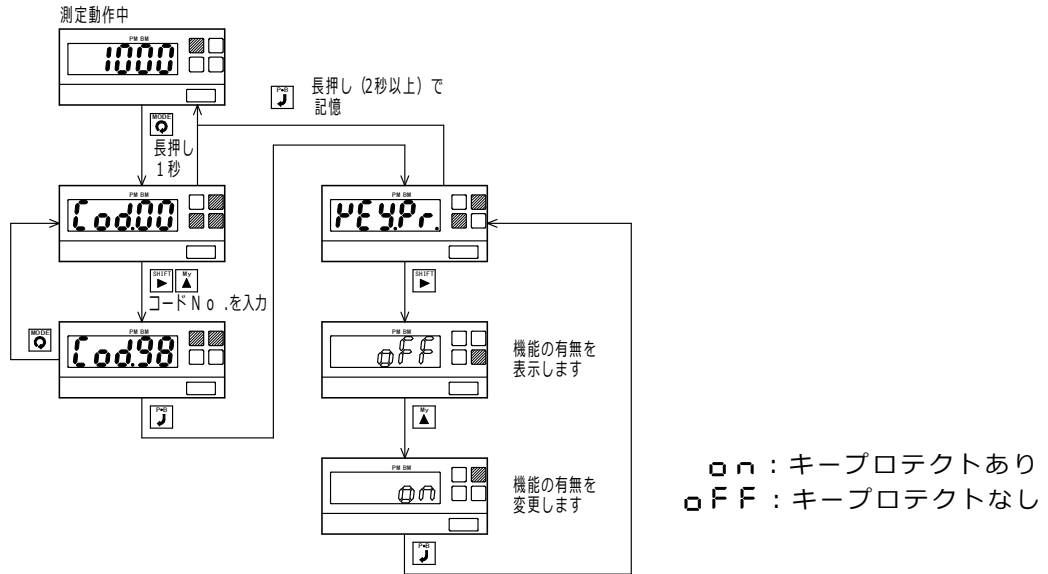 測定動作中
PM BM
1000
P•B
長押し (2秒以上) で
記憶
MODE
長押し
1秒
PM BM
Cod.00
PM BM
KEY.Pr.
SHIFT
My
コードNo.を入力
SHIFT
MODE
PM BM
Cod.98
PM BM
oFF
機能の有無を
表示します
P•B
My
PM BM
on
機能の有無を
変更します
P•B
on:キープロテクトあり
oFF:キープロテクトなし